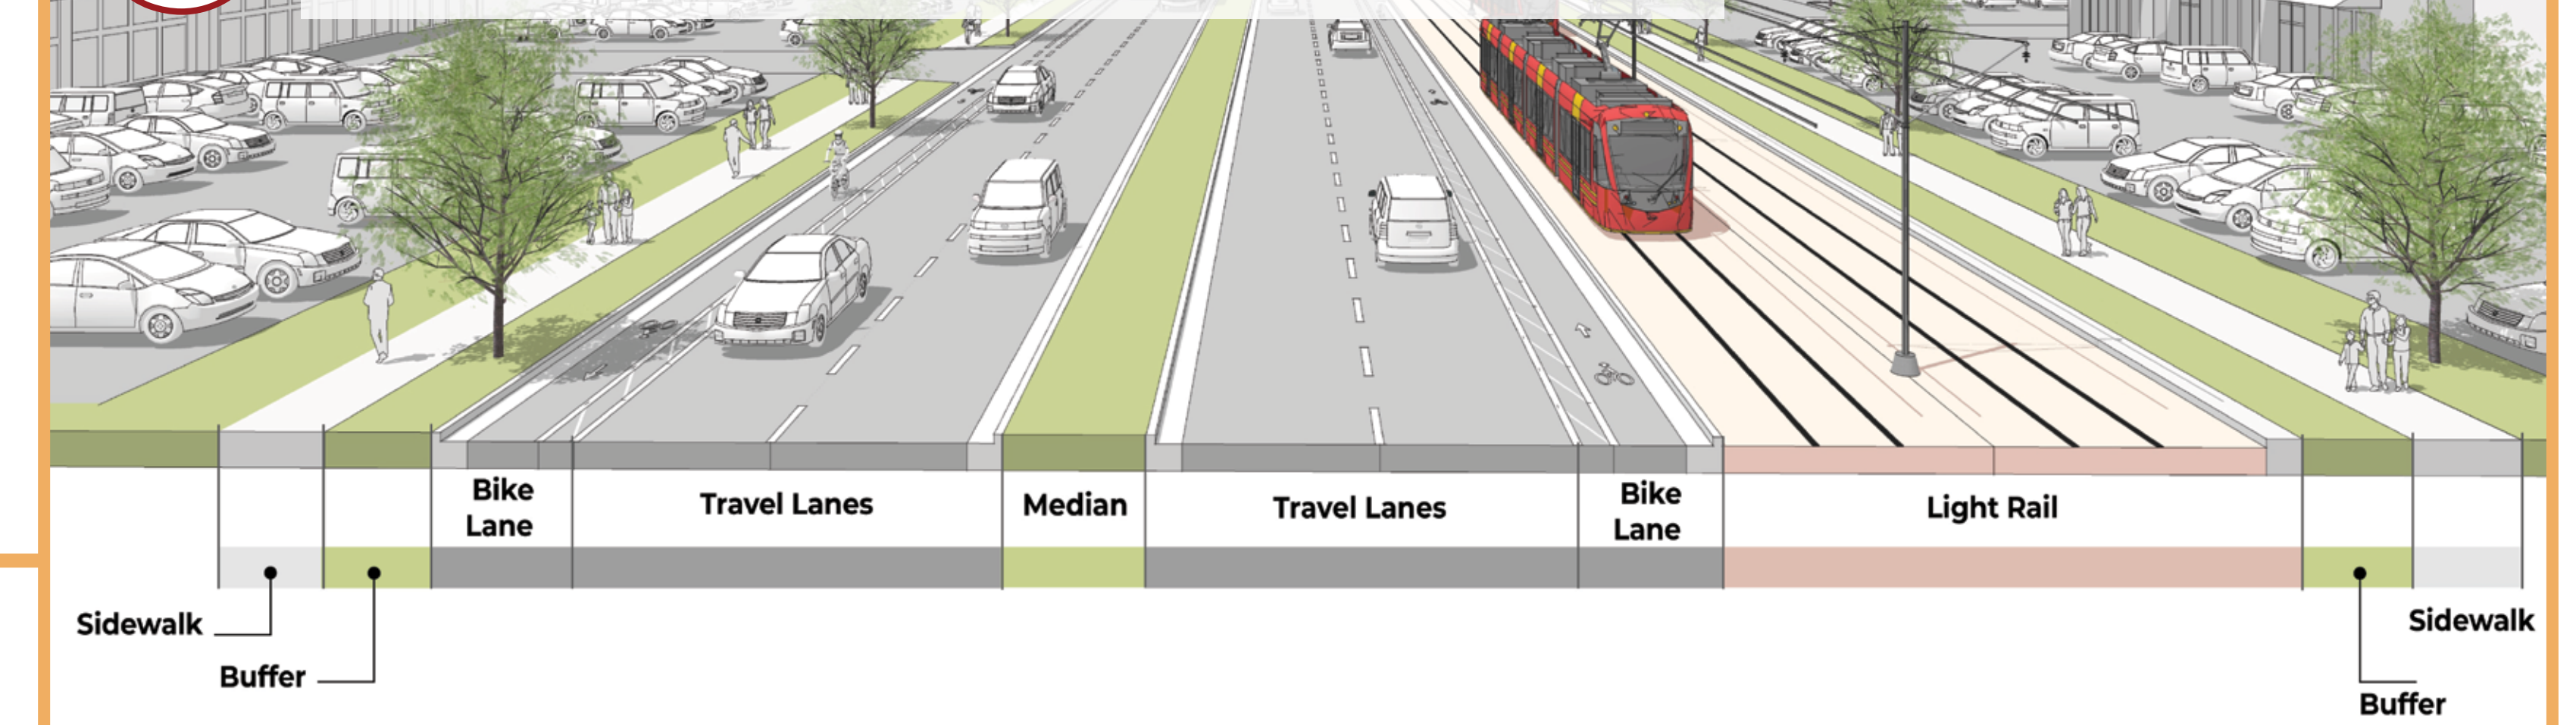 Bike
Lane
Travel Lanes
Median
Travel Lanes
Bike
Lane
Light Rail
Sidewalk
Buffer
Sidewalk
Buffer